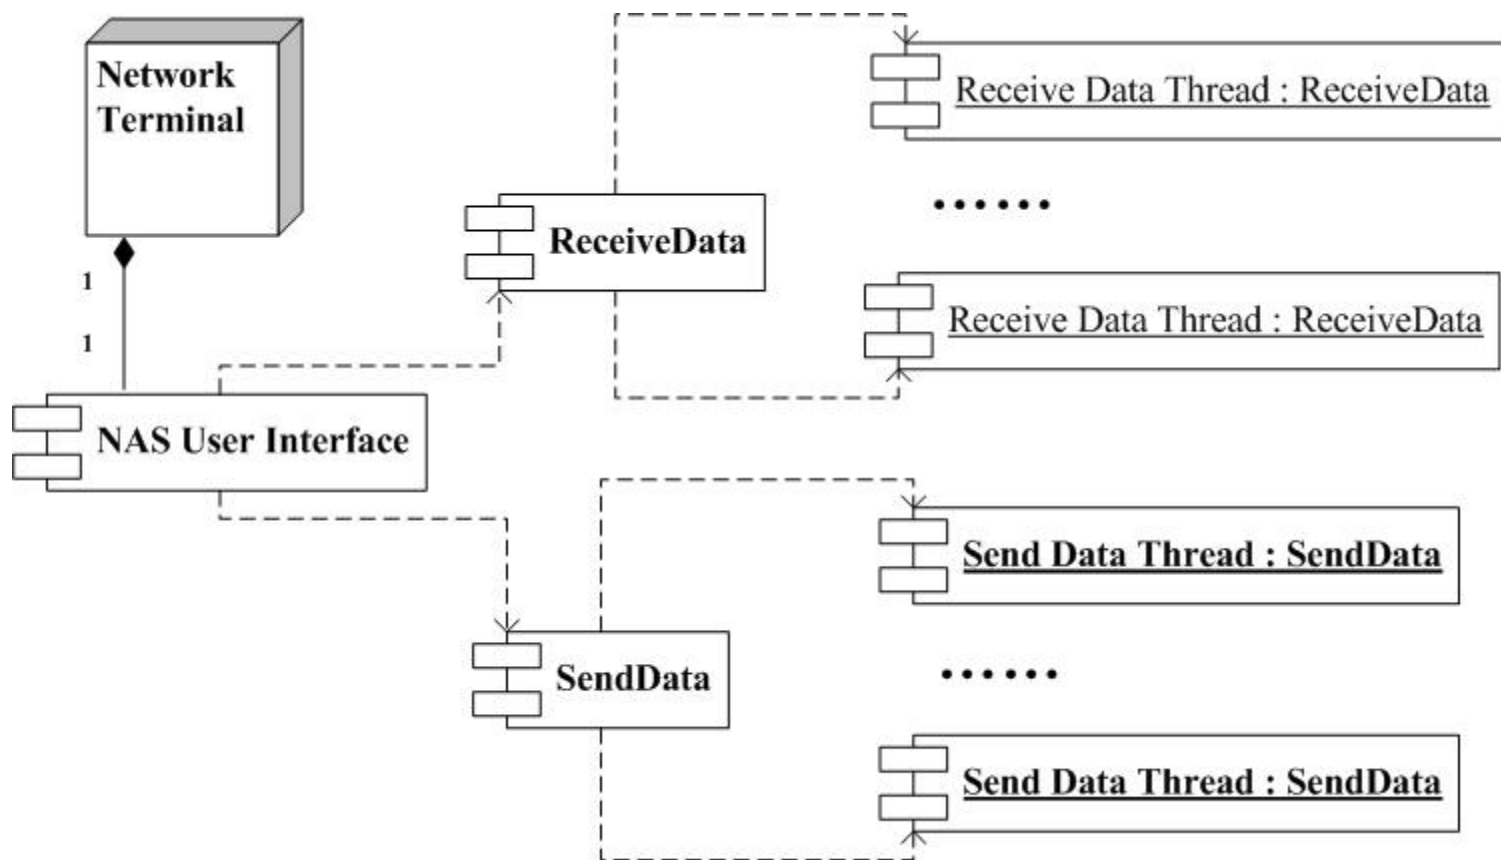 Network
Terminal
1
1
NAS User Interface
ReceiveData
Receive Data Thread : ReceiveData
......
Receive Data Thread : ReceiveData
SendData
Send Data Thread : SendData
......
Send Data Thread : SendData